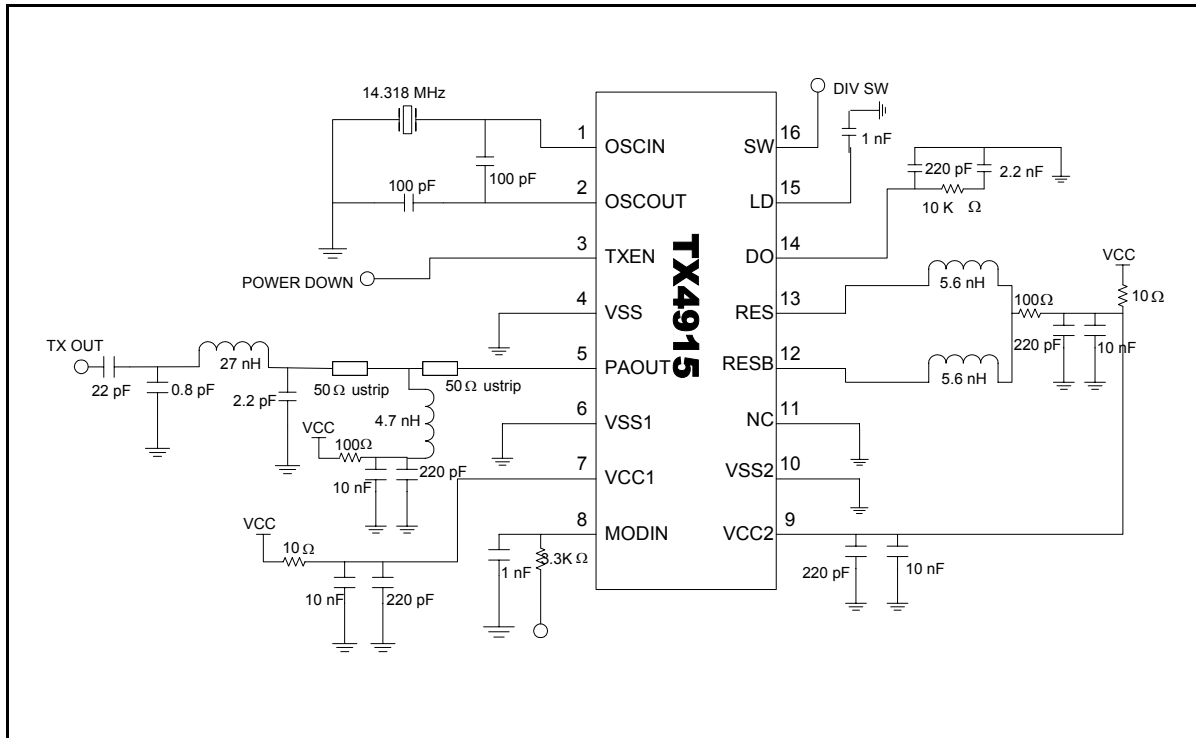 14.318 MHz
100 pF
100 pF
POWER DOWN
TX OUT
22 pF
0.8 pF
27 nH
2.2 pF
50Ω ustrip
50Ω ustrip
4.7 nH
VCC
100Ω
10 nF
220 pF
VCC
10Ω
10 nF
220 pF
1 nF
3.3KΩ
1
OSCIN
2
OSCOUT
3
TXEN
4
VSS
5
PAOUT
6
VSS1
7
VCC1
8
MODIN
TX4915
16
SW
15
LD
14
DO
13
RES
12
RESB
11
NC
10
VSS2
9
VCC2
DIV SW
1 nF
220 pF
2.2 nF
10 K Ω
5.6 nH
5.6 nH
100Ω
VCC
10Ω
220 pF
10 nF
220 pF
10 nF